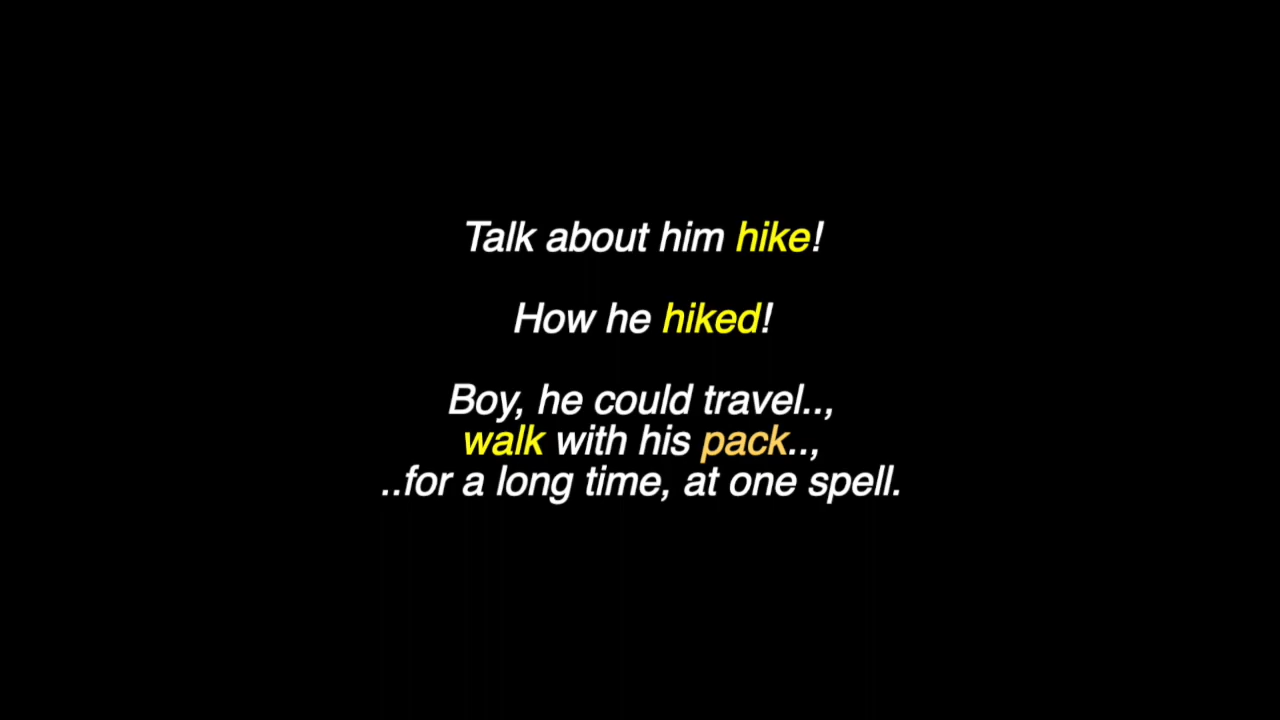 Talk about him hike!
How he hiked!
Boy, he could travel..,
walk with his pack..,
..for a long time, at one spell.